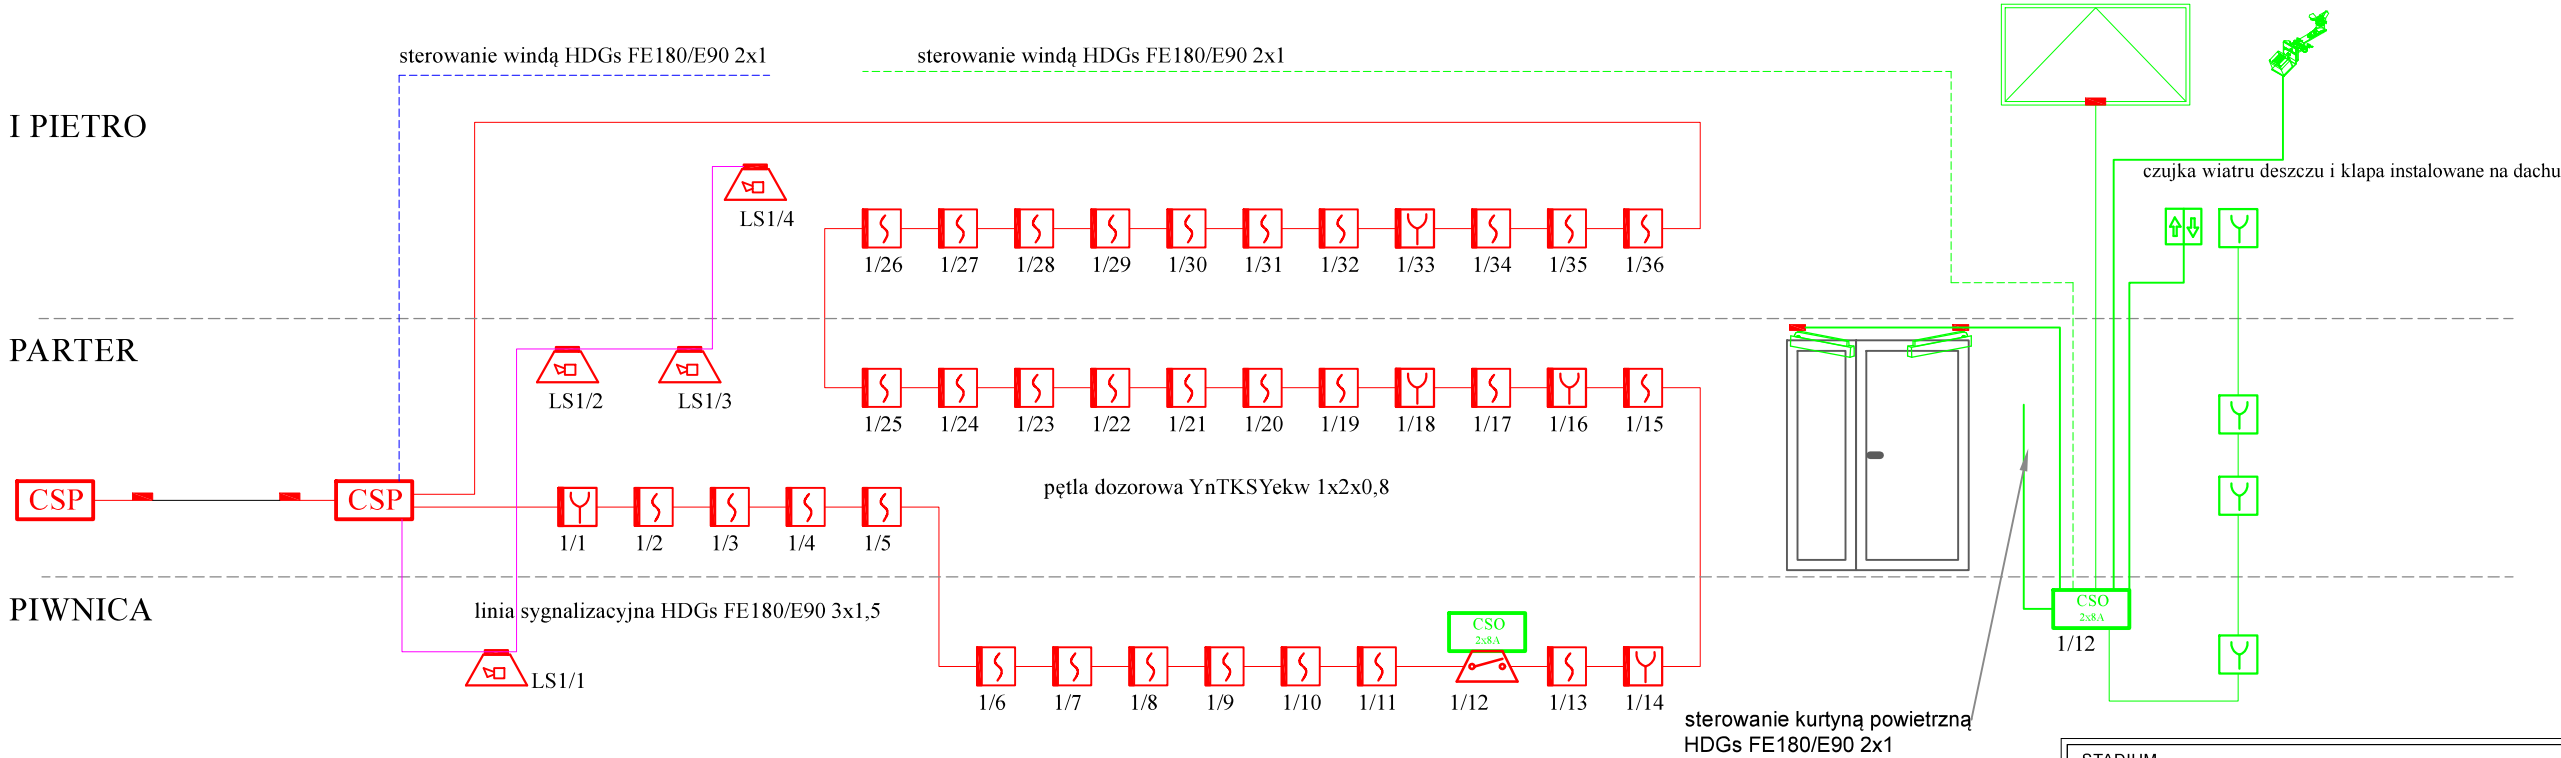 sterowanie windą HDGs FE180/E90 2x1
sterowanie windą HDGs FE180/E90 2x1
I PIETRO
czujka wiatru deszczu i klapa instalowane na dachu
LS1/4
1/26 1/27 1/28 1/29 1/30 1/31 1/32 1/33 1/34 1/35 1/36
PARTER
LS1/2 LS1/3
1/25 1/24 1/23 1/22 1/21 1/20 1/19 1/18 1/17 1/16 1/15
CSP CSP
pętla dozorowa YnTKSYekw 1x2x0,8
1/1 1/2 1/3 1/4 1/5
PIWNICA
linia sygnalizacyjna HDGs FE180/E90 3x1,5
CSO
2x8A
CSO
2x8A
1/12
LS1/1
1/6 1/7 1/8 1/9 1/10 1/11 1/12 1/13 1/14
sterowanie kurtyną powietrzną
HDGs FE180/E90 2x1
STADIUM